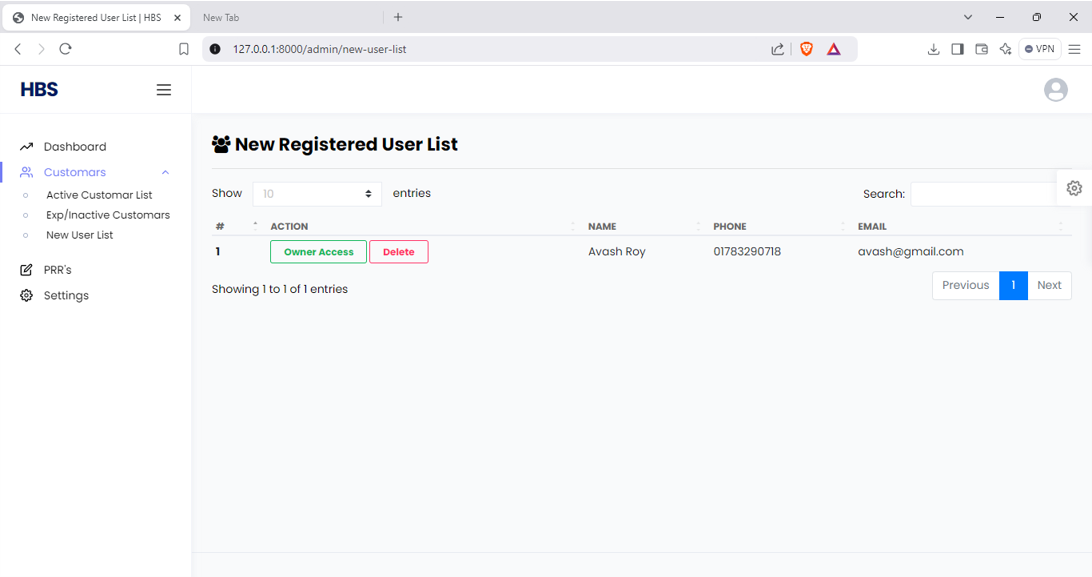 New Registered User List | HBS
New Tab
127.0.0.1:8000/admin/new-user-list
VPN
HBS
Dashboard
Customars
Active Customar List
Exp/Inactive Customars
New User List
PRR's
Settings
New Registered User List
Show 10 entries
Search:
# ACTION NAME PHONE EMAIL
1 Owner Access Delete Avash Roy 01783290718 avash@gmail.com
Showing 1 to 1 of 1 entries
Previous 1 Next